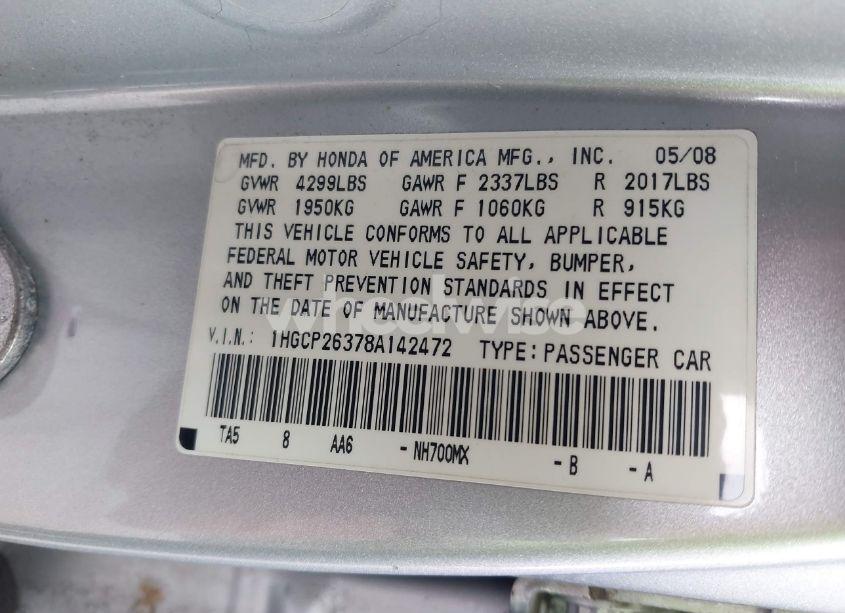 MFD. BY HONDA OF AMERICA MFG., INC. 05/08
GVWR 4299LBS GAWR F 2337LBS R 2017LBS
GVWR 1950KG GAWR F 1060KG R 915KG
THIS VEHICLE CONFORMS TO ALL APPLICABLE
FEDERAL MOTOR VEHICLE SAFETY, BUMPER,
AND THEFT PREVENTION STANDARDS IN EFFECT
ON THE DATE OF MANUFACTURE SHOWN ABOVE.
wheelwire
V.I.N.: 1HGCP26378A142472 TYPE: PASSENGER CAR
TA5 8 AA6 - NH700MX - B - A